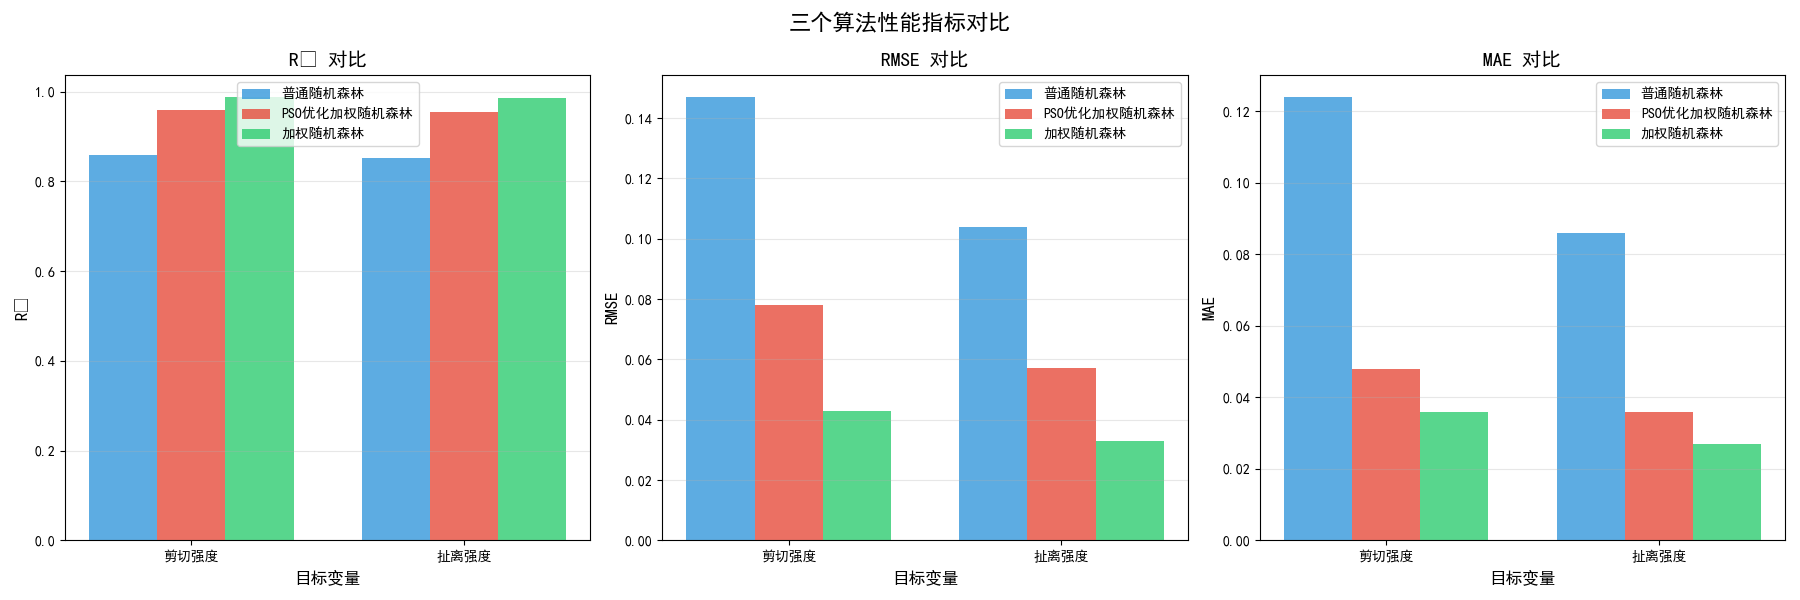 三个算法性能指标对比
R□ 对比
R□
1.0
0.8
0.6
0.4
0.2
0.0
普通随机森林
PSO优化加权随机森林
加权随机森林
剪切强度
扯离强度
目标变量
RMSE 对比
RMSE
0.14
0.12
0.10
0.08
0.06
0.04
0.02
0.00
普通随机森林
PSO优化加权随机森林
加权随机森林
剪切强度
扯离强度
目标变量
MAE 对比
MAE
0.12
0.10
0.08
0.06
0.04
0.02
0.00
普通随机森林
PSO优化加权随机森林
加权随机森林
剪切强度
扯离强度
目标变量